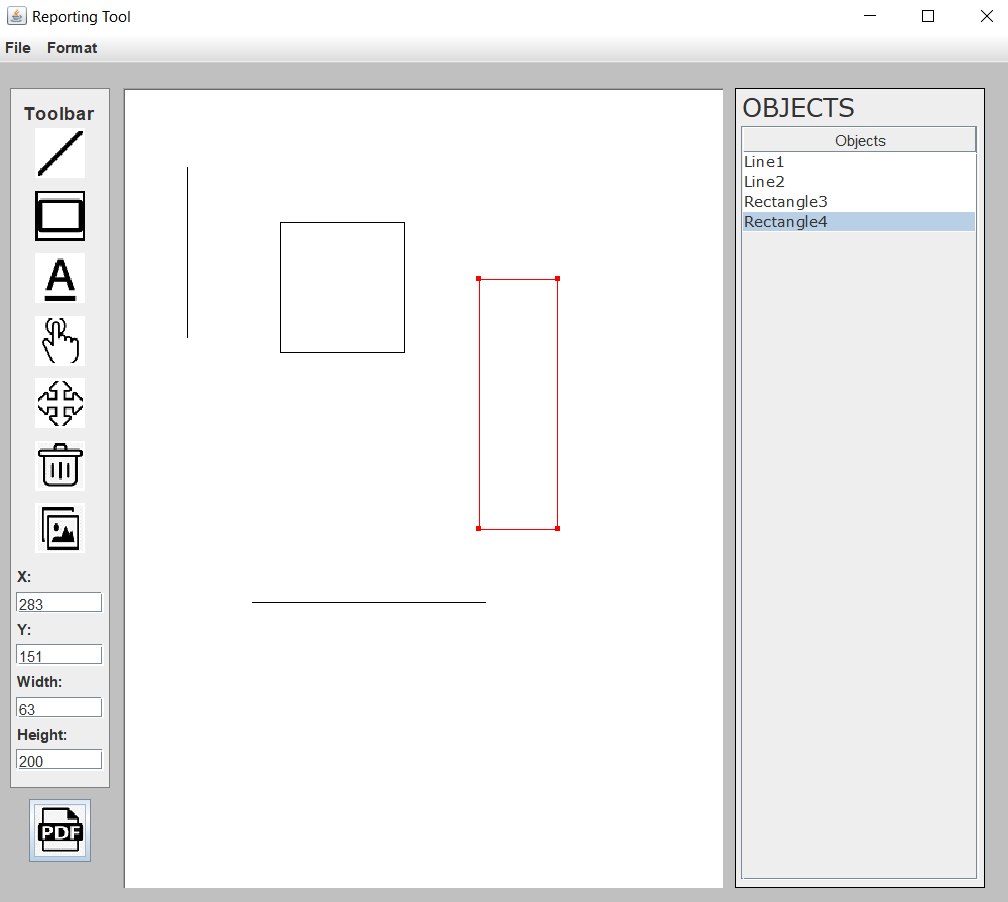 Reporting Tool
File Format
Toolbar
A
X:
283
Y:
151
Width:
63
Height:
200
PDF
OBJECTS
Objects
Line1
Line2
Rectangle3
Rectangle4